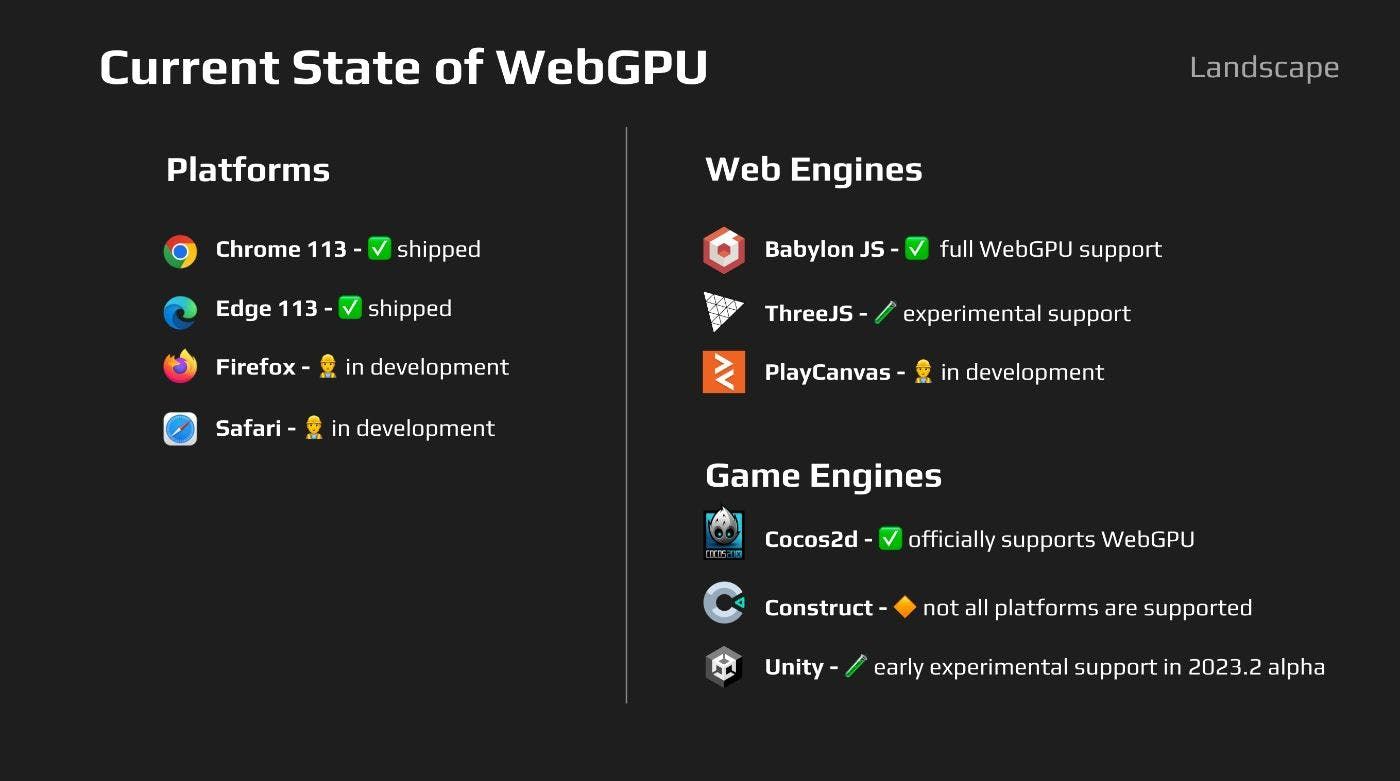 Current State of WebGPU
Landscape
Platforms
Chrome 113 - ✅ shipped
Edge 113 - ✅ shipped
Firefox - 👷 in development
Safari - 👷 in development
Web Engines
Babylon JS - ✅ full WebGPU support
ThreeJS - 🧪 experimental support
PlayCanvas - 👷 in development
Game Engines
COCOS2DX
Cocos2d - ✅ officially supports WebGPU
Construct - 🔶 not all platforms are supported
Unity - 🧪 early experimental support in 2023.2 alpha